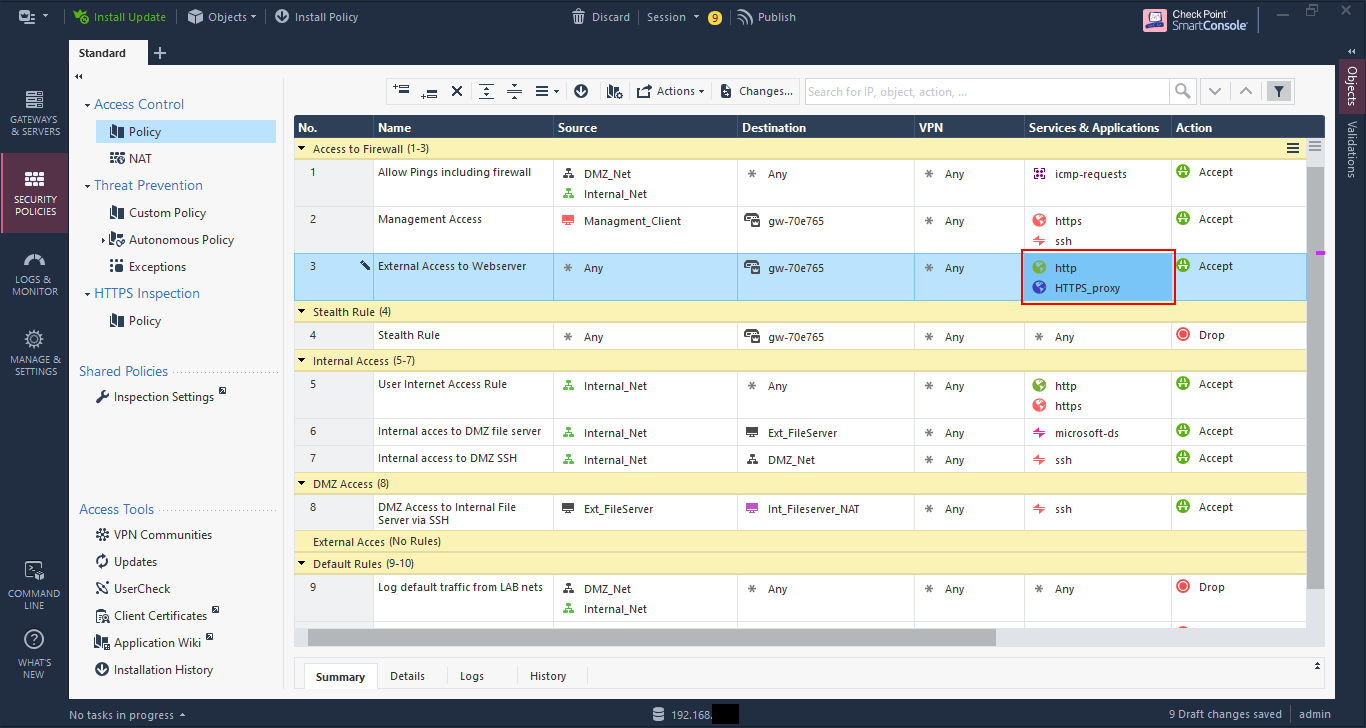 Install Update
Objects
Install Policy
Discard
Session
9
Publish
Check Point
SmartConsole
Standard
GATEWAYS
& SERVERS
SECURITY
POLICIES
LOGS &
MONITOR
MANAGE &
SETTINGS
COMMAND
LINE
WHAT'S
NEW
Access Control
Policy
NAT
Threat Prevention
Custom Policy
Autonomous Policy
Exceptions
HTTPS Inspection
Policy
Shared Policies
Inspection Settings
Access Tools
VPN Communities
Updates
UserCheck
Client Certificates
Application Wiki
Installation History
Actions
Changes...
Search for IP, object, action, ...
No. Name Source Destination VPN Services & Applications Action
Access to Firewall (1-3)
1 Allow Pings including firewall DMZ_Net * Any * Any icmp-requests Accept
Internal_Net
2 Management Access Managment_Client gw-70e765 * Any https Accept
ssh
3 External Access to Webserver * Any gw-70e765 * Any http Accept
HTTPS_proxy
Stealth Rule (4)
4 Stealth Rule * Any gw-70e765 * Any * Any Drop
Internal Access (5-7)
5 User Internet Access Rule Internal_Net * Any * Any http Accept
https
6 Internal acces to DMZ file server Internal_Net Ext_FileServer * Any microsoft-ds Accept
7 Internal access to DMZ SSH Internal_Net DMZ_Net * Any ssh Accept
DMZ Access (8)
8 DMZ Access to Internal File Ext_FileServer Int_Fileserver_NAT * Any ssh Accept
Server via SSH
External Acces (No Rules)
Default Rules (9-10)
9 Log default traffic from LAB nets DMZ_Net * Any * Any * Any Drop
Internal_Net
Summary
Details
Logs
History
Objects
Validations
No tasks in progress
192.168.
9 Draft changes saved
admin